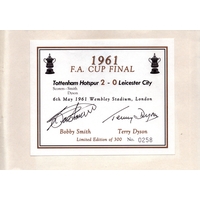 1961
F.A. CUP FINAL
Tottenham Hotspur 2 - 0 Leicester City
Scorers - Smith
Dyson
6th May 1961 Wembley Stadium, London
Bobby Smith Terry Dyson
Limited Edition of 500 No. 0258